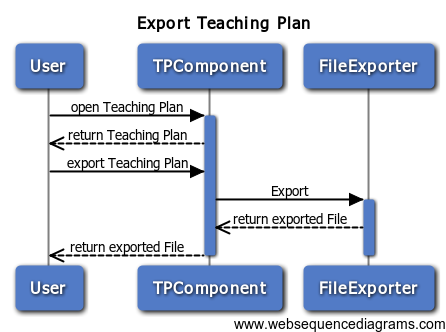 Export Teaching Plan
User TPComponent FileExporter
open Teaching Plan
return Teaching Plan
export Teaching Plan
Export
return exported File
return exported File
User TPComponent FileExporter
www.websequencediagrams.com